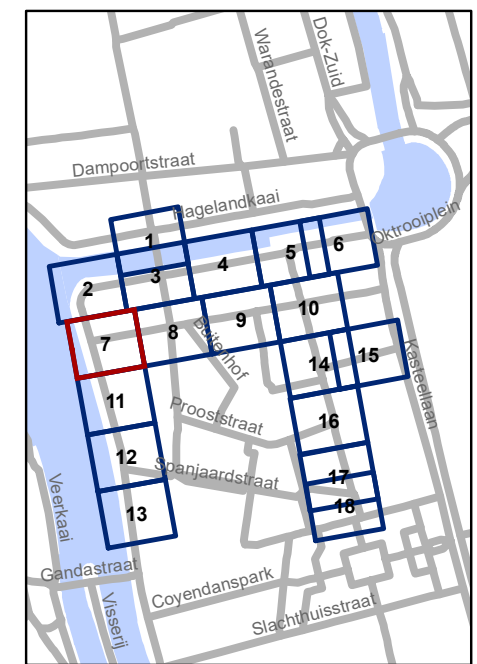 Dok-Zuid
Warandestraat
Dampoortstraat
Hagelandkaai
Oktrooiplein
1
2
3
4
5
6
7
8
9
10
Buitenhof
11
14
15
Kasteellaan
Prooststraat
16
12
Spanjaardstraat
17
13
18
Veerkaai
Gandastraat
Visserij
Coyendanspark
Slachthuisstraat